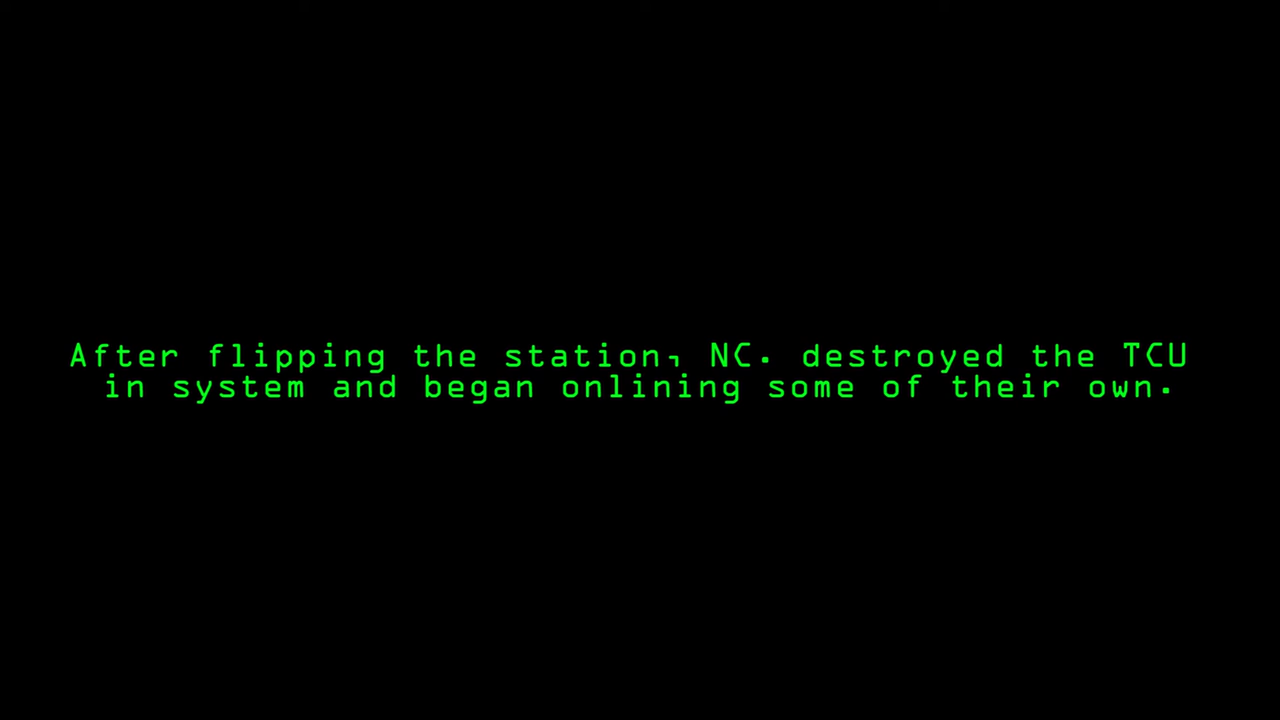 After flipping the station, NC. destroyed the TCU
in system and began onlining some of their own.